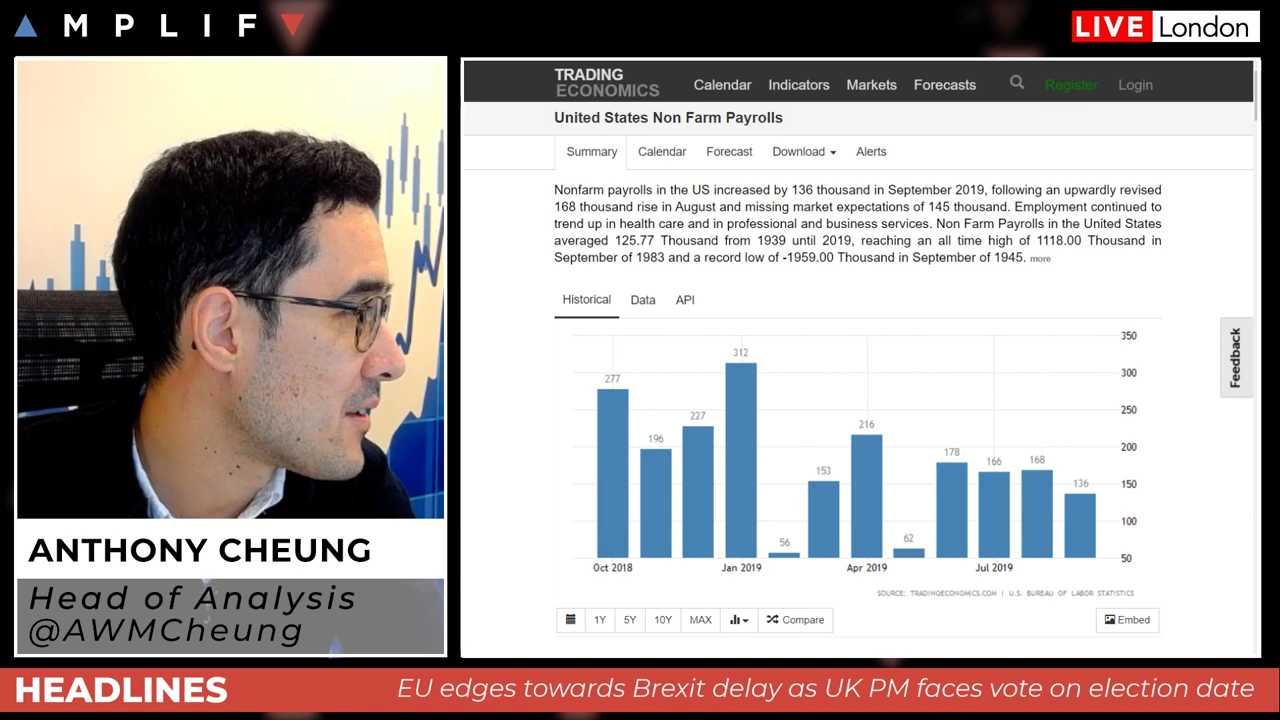 AMPLIFY
LIVE London
TRADING
ECONOMICS
Calendar Indicators Markets Forecasts Register Login
United States Non Farm Payrolls
Summary Calendar Forecast Download Alerts
Nonfarm payrolls in the US increased by 136 thousand in September 2019, following an upwardly revised
168 thousand rise in August and missing market expectations of 145 thousand. Employment continued to
trend up in health care and in professional and business services. Non Farm Payrolls in the United States
averaged 125.77 Thousand from 1939 until 2019, reaching an all time high of 1118.00 Thousand in
September of 1983 and a record low of -1959.00 Thousand in September of 1945. more
Historical Data API
350
300
250
200
150
100
50
277
196
227
312
56
153
216
62
178
166
168
136
Oct 2018 Jan 2019 Apr 2019 Jul 2019
SOURCE: TRADINGECONOMICS.COM | U.S. BUREAU OF LABOR STATISTICS
1Y 5Y 10Y MAX Compare Embed
Feedback
ANTHONY CHEUNG
Head of Analysis
@AWMCheung
HEADLINES EU edges towards Brexit delay as UK PM faces vote on election date